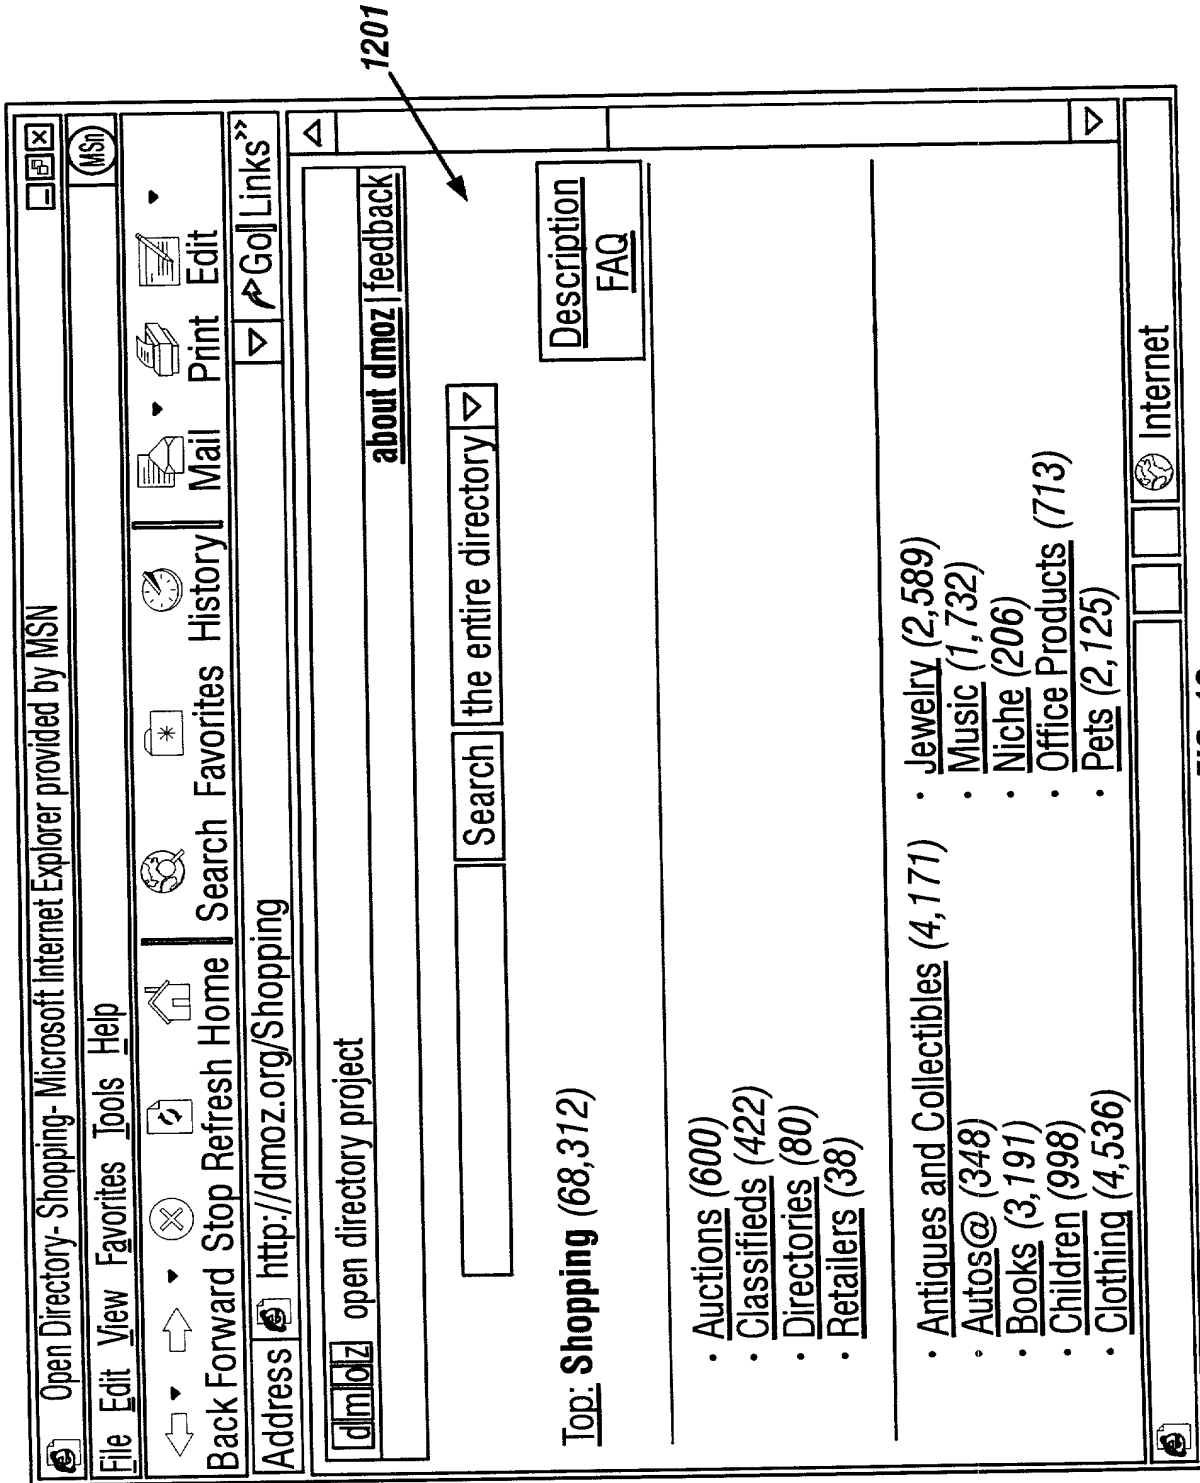 Open Directory - Shopping- Microsoft Internet Explorer provided by MSN
File Edit View Favorites Tools Help
MSn
Back Forward Stop Refresh Home Search Favorites History Mail Print Edit
Address http://dmoz.org/Shopping Go Links»
1201
dmoz open directory project
about dmoz | feedback
Search the entire directory
Top: Shopping (68,312)
Description
FAQ
· Auctions (600)
· Classifieds (422)
· Directories (80)
· Retailers (38)
· Antiques and Collectibles (4,171)
· Autos@ (348)
· Books (3,191)
· Children (998)
· Clothing (4,536)
· Jewelry (2,589)
· Music (1,732)
· Niche (206)
· Office Products (713)
· Pets (2,125)
Internet